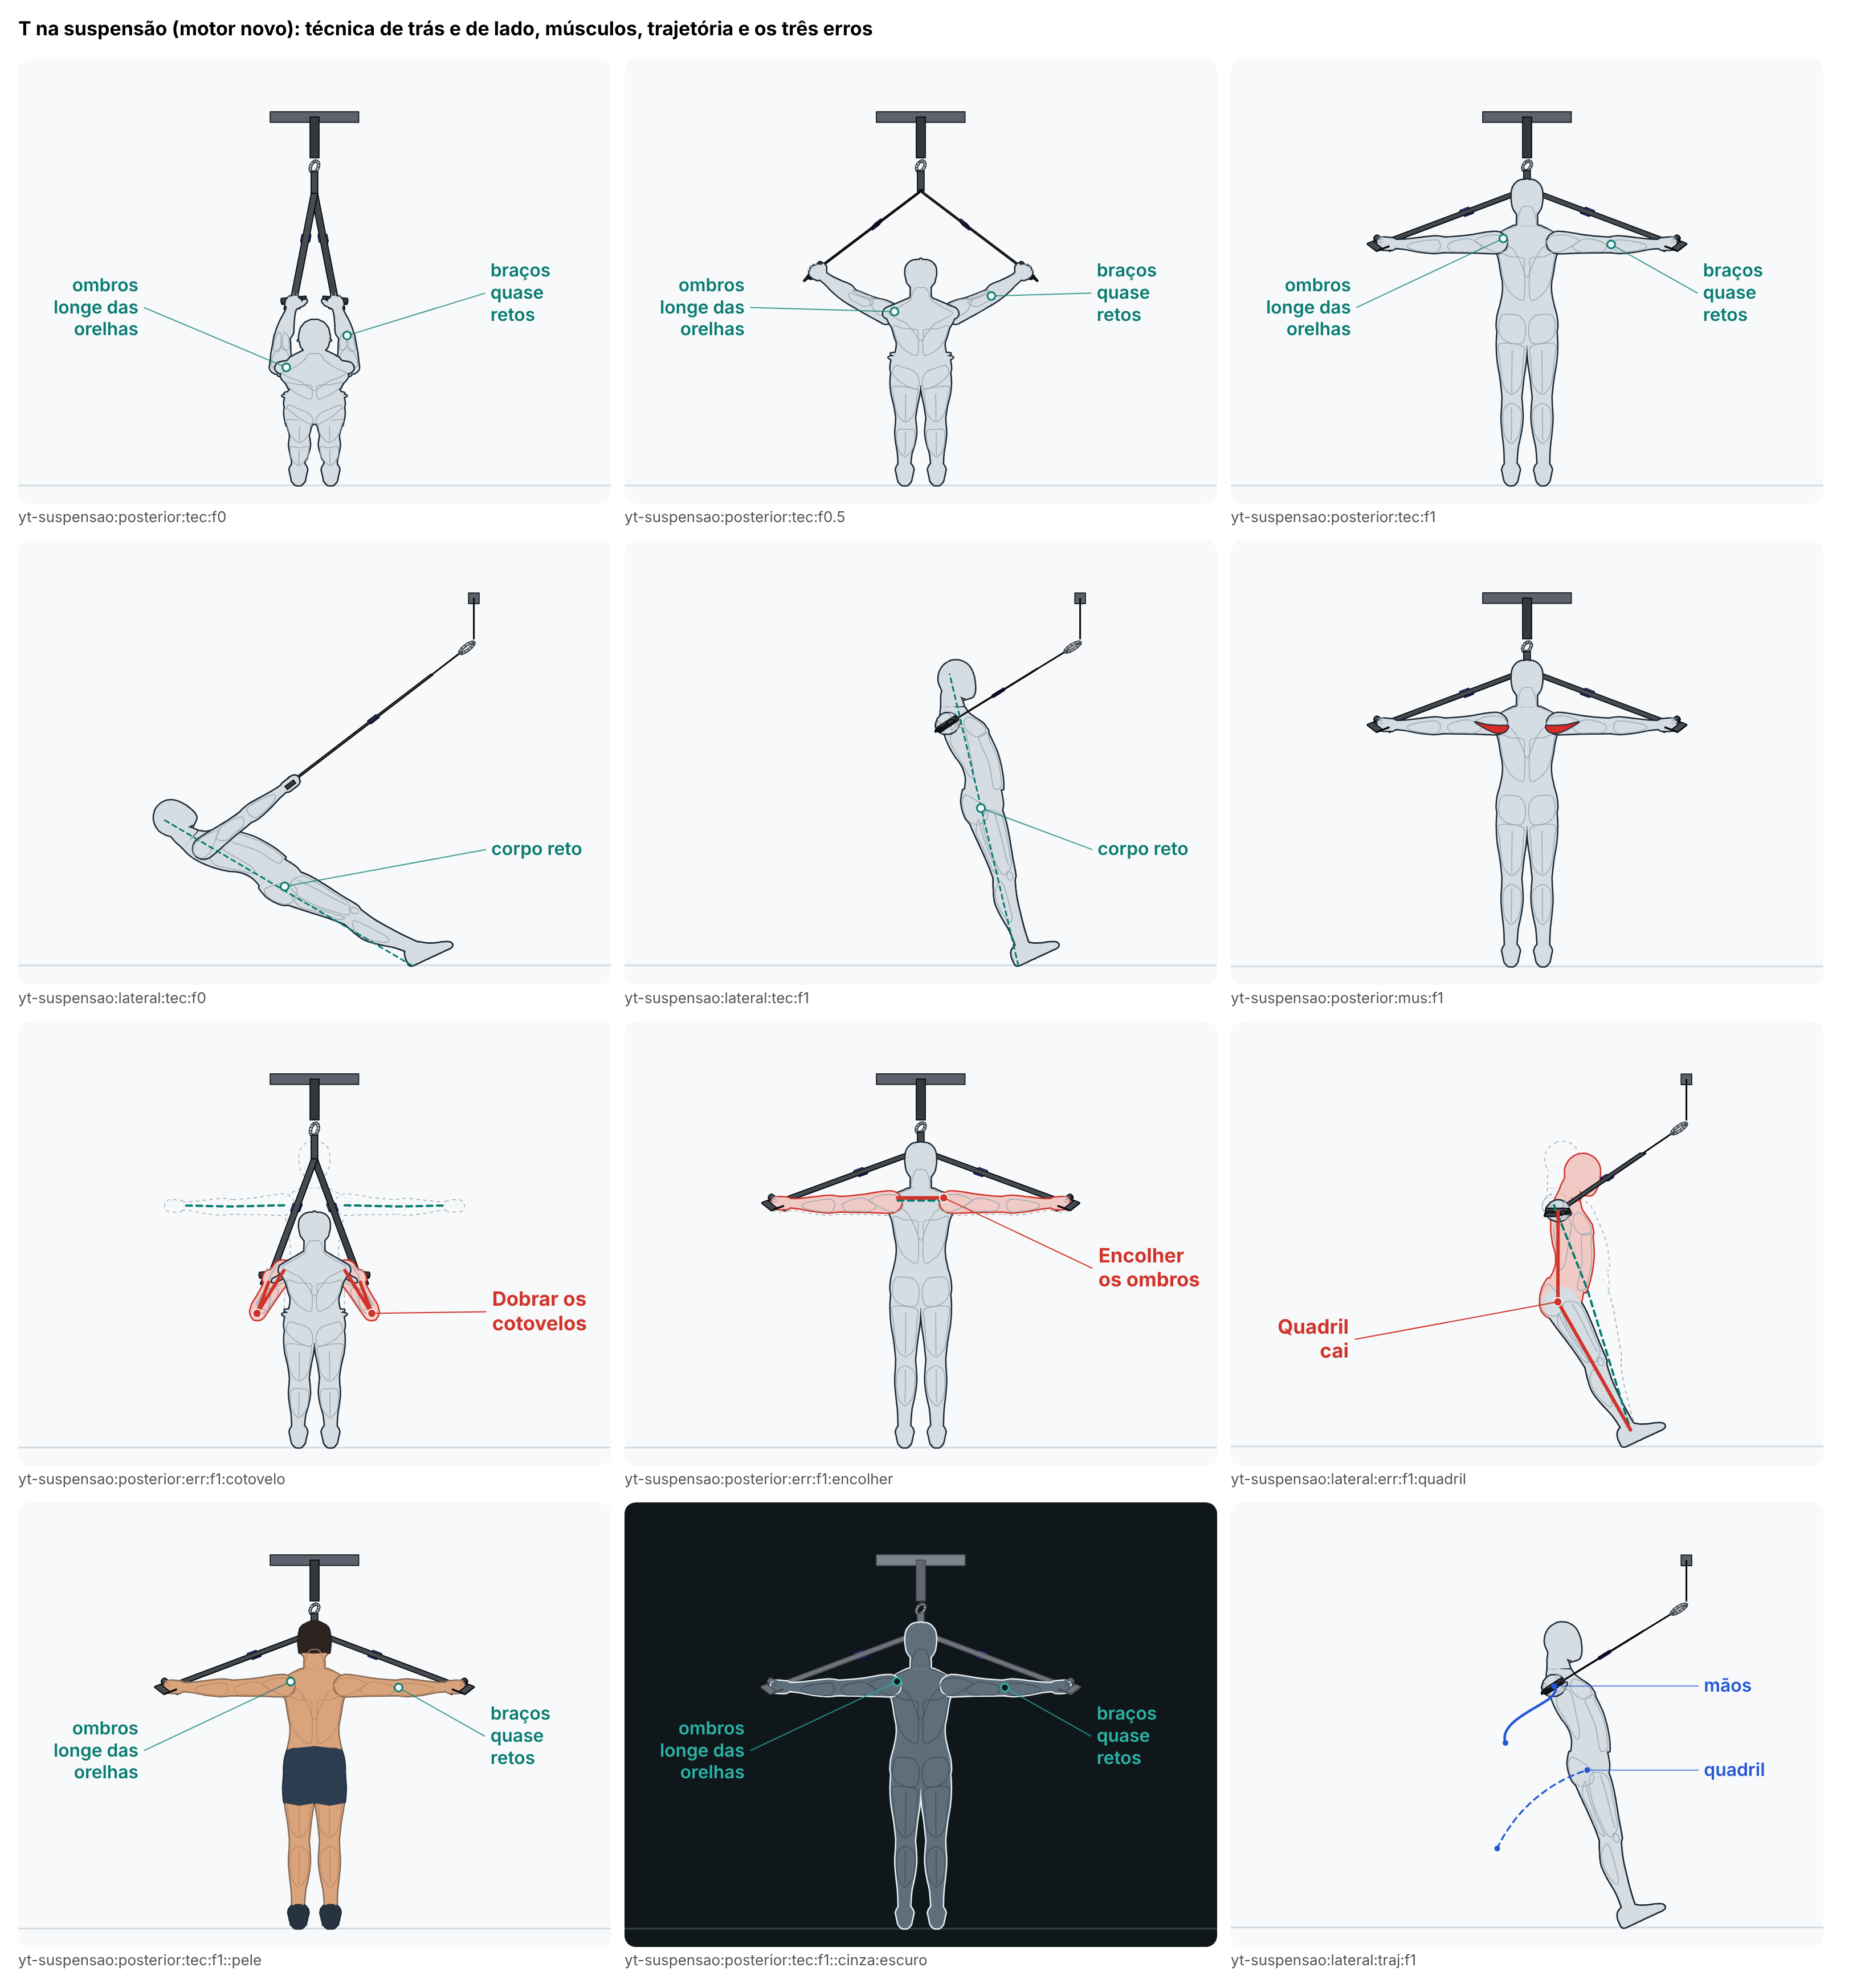 T na suspensão (motor novo): técnica de trás e de lado, músculos, trajetória e os três erros
ombros
longe das
orelhas
braços
quase
retos
yt-suspensao:posterior:tec:f0
ombros
longe das
orelhas
braços
quase
retos
yt-suspensao:posterior:tec:f0.5
ombros
longe das
orelhas
braços
quase
retos
yt-suspensao:posterior:tec:f1
corpo reto
yt-suspensao:lateral:tec:f0
corpo reto
yt-suspensao:lateral:tec:f1
yt-suspensao:posterior:mus:f1
Dobrar os
cotovelos
yt-suspensao:posterior:err:f1:cotovelo
Encolher
os ombros
yt-suspensao:posterior:err:f1:encolher
Quadril
cai
yt-suspensao:lateral:err:f1:quadril
ombros
longe das
orelhas
braços
quase
retos
yt-suspensao:posterior:tec:f1::pele
ombros
longe das
orelhas
braços
quase
retos
yt-suspensao:posterior:tec:f1::cinza:escuro
mãos
quadril
yt-suspensao:lateral:traj:f1